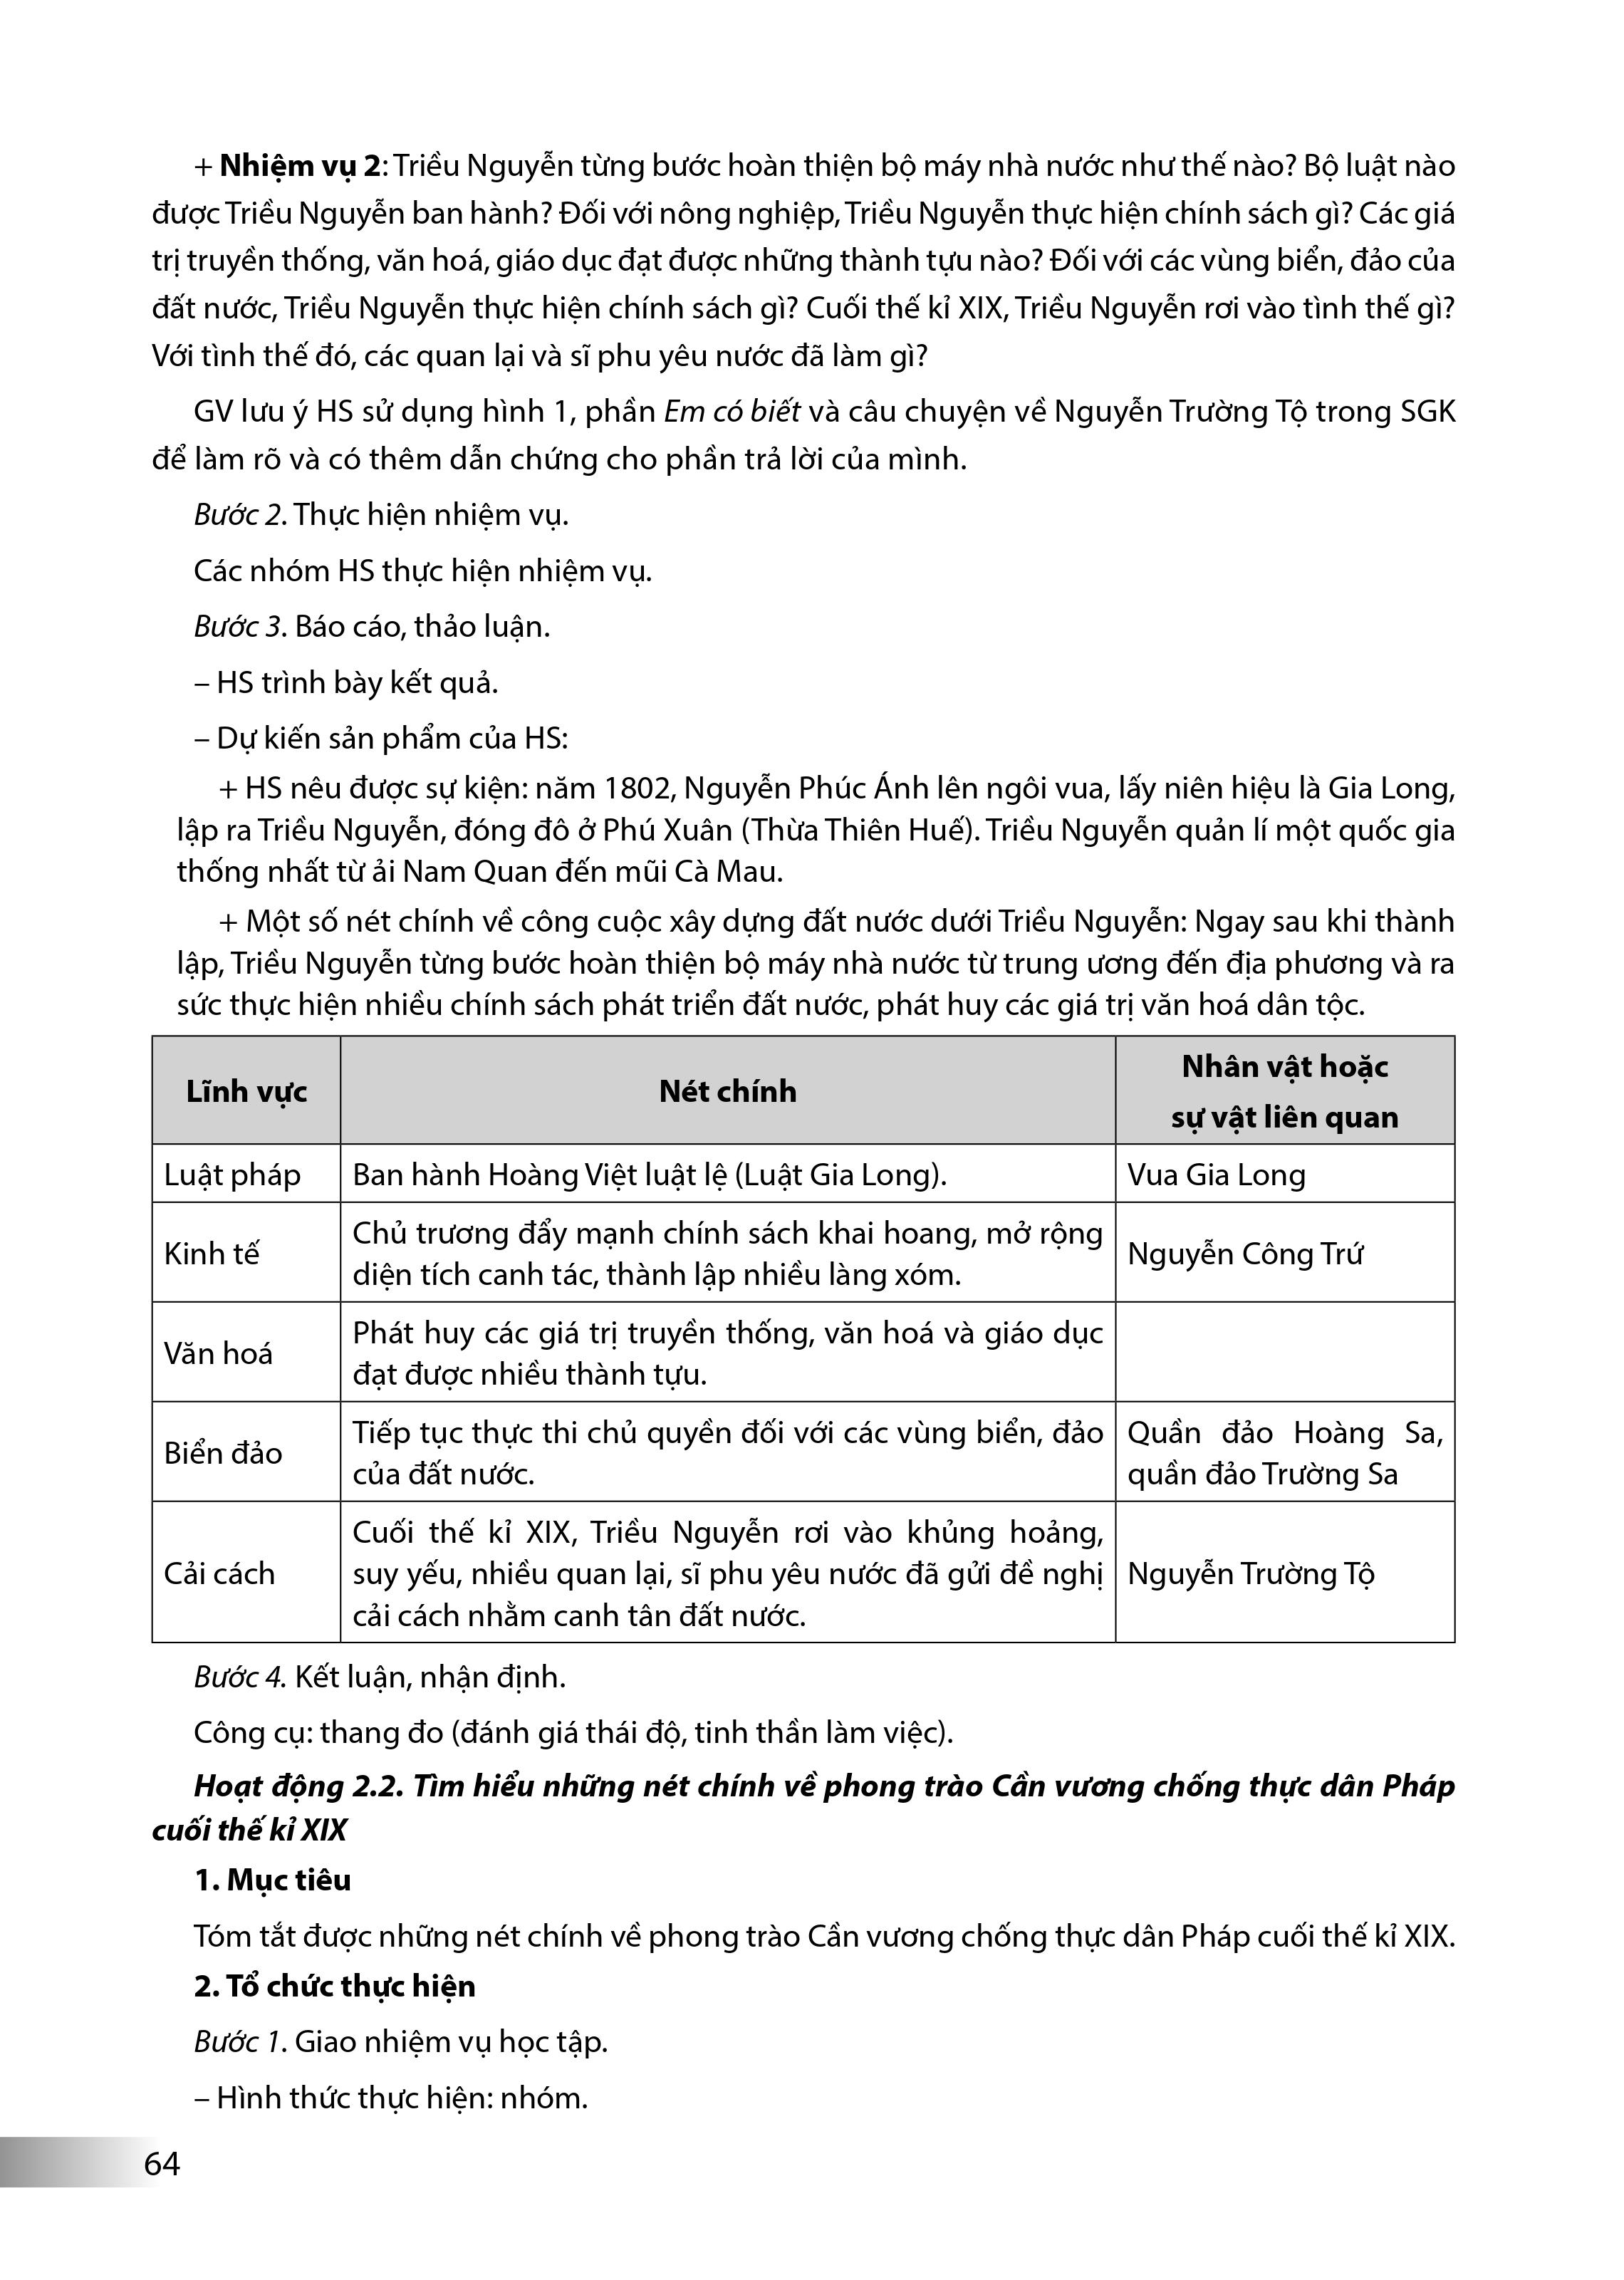 + Nhiệm vụ 2: Triều Nguyễn từng bước hoàn thiện bộ máy nhà nước như thế nào? Bộ luật nào
được Triều Nguyễn ban hành? Đối với nông nghiệp, Triều Nguyễn thực hiện chính sách gì? Các giá
trị truyền thống, văn hoá, giáo dục đạt được những thành tựu nào? Đối với các vùng biển, đảo của
đất nước, Triều Nguyễn thực hiện chính sách gì? Cuối thế kỉ XIX, Triều Nguyễn rơi vào tình thế gì?
Với tình thế đó, các quan lại và sĩ phu yêu nước đã làm gì?
GV lưu ý HS sử dụng hình 1, phần Em có biết và câu chuyện về Nguyễn Trường Tộ trong SGK
để làm rõ và có thêm dẫn chứng cho phần trả lời của mình.
Bước 2. Thực hiện nhiệm vụ.
Các nhóm HS thực hiện nhiệm vụ.
Bước 3. Báo cáo, thảo luận.
– HS trình bày kết quả.
– Dự kiến sản phẩm của HS:
+ HS nêu được sự kiện: năm 1802, Nguyễn Phúc Ánh lên ngôi vua, lấy niên hiệu là Gia Long,
lập ra Triều Nguyễn, đóng đô ở Phú Xuân (Thừa Thiên Huế). Triều Nguyễn quản lí một quốc gia
thống nhất từ ải Nam Quan đến mũi Cà Mau.
+ Một số nét chính về công cuộc xây dựng đất nước dưới Triều Nguyễn: Ngay sau khi thành
lập, Triều Nguyễn từng bước hoàn thiện bộ máy nhà nước từ trung ương đến địa phương và ra
sức thực hiện nhiều chính sách phát triển đất nước, phát huy các giá trị văn hoá dân tộc.
Lĩnh vực
Nét chính
Nhân vật hoặc
sự vật liên quan
Luật pháp
Ban hành Hoàng Việt luật lệ (Luật Gia Long).
Vua Gia Long
Kinh tế
Chủ trương đẩy mạnh chính sách khai hoang, mở rộng
diện tích canh tác, thành lập nhiều làng xóm.
Nguyễn Công Trứ
Văn hoá
Phát huy các giá trị truyền thống, văn hoá và giáo dục
đạt được nhiều thành tựu.
Biển đảo
Tiếp tục thực thi chủ quyền đối với các vùng biển, đảo
của đất nước.
Quần đảo Hoàng Sa,
quần đảo Trường Sa
Cải cách
Cuối thế kỉ XIX, Triều Nguyễn rơi vào khủng hoảng,
suy yếu, nhiều quan lại, sĩ phu yêu nước đã gửi đề nghị
cải cách nhằm canh tân đất nước.
Nguyễn Trường Tộ
Bước 4. Kết luận, nhận định.
Công cụ: thang đo (đánh giá thái độ, tinh thần làm việc).
Hoạt động 2.2. Tìm hiểu những nét chính về phong trào Cần vương chống thực dân Pháp
cuối thế kỉ XIX
1. Mục tiêu
Tóm tắt được những nét chính về phong trào Cần vương chống thực dân Pháp cuối thế kỉ XIX.
2. Tổ chức thực hiện
Bước 1. Giao nhiệm vụ học tập.
– Hình thức thực hiện: nhóm.
64